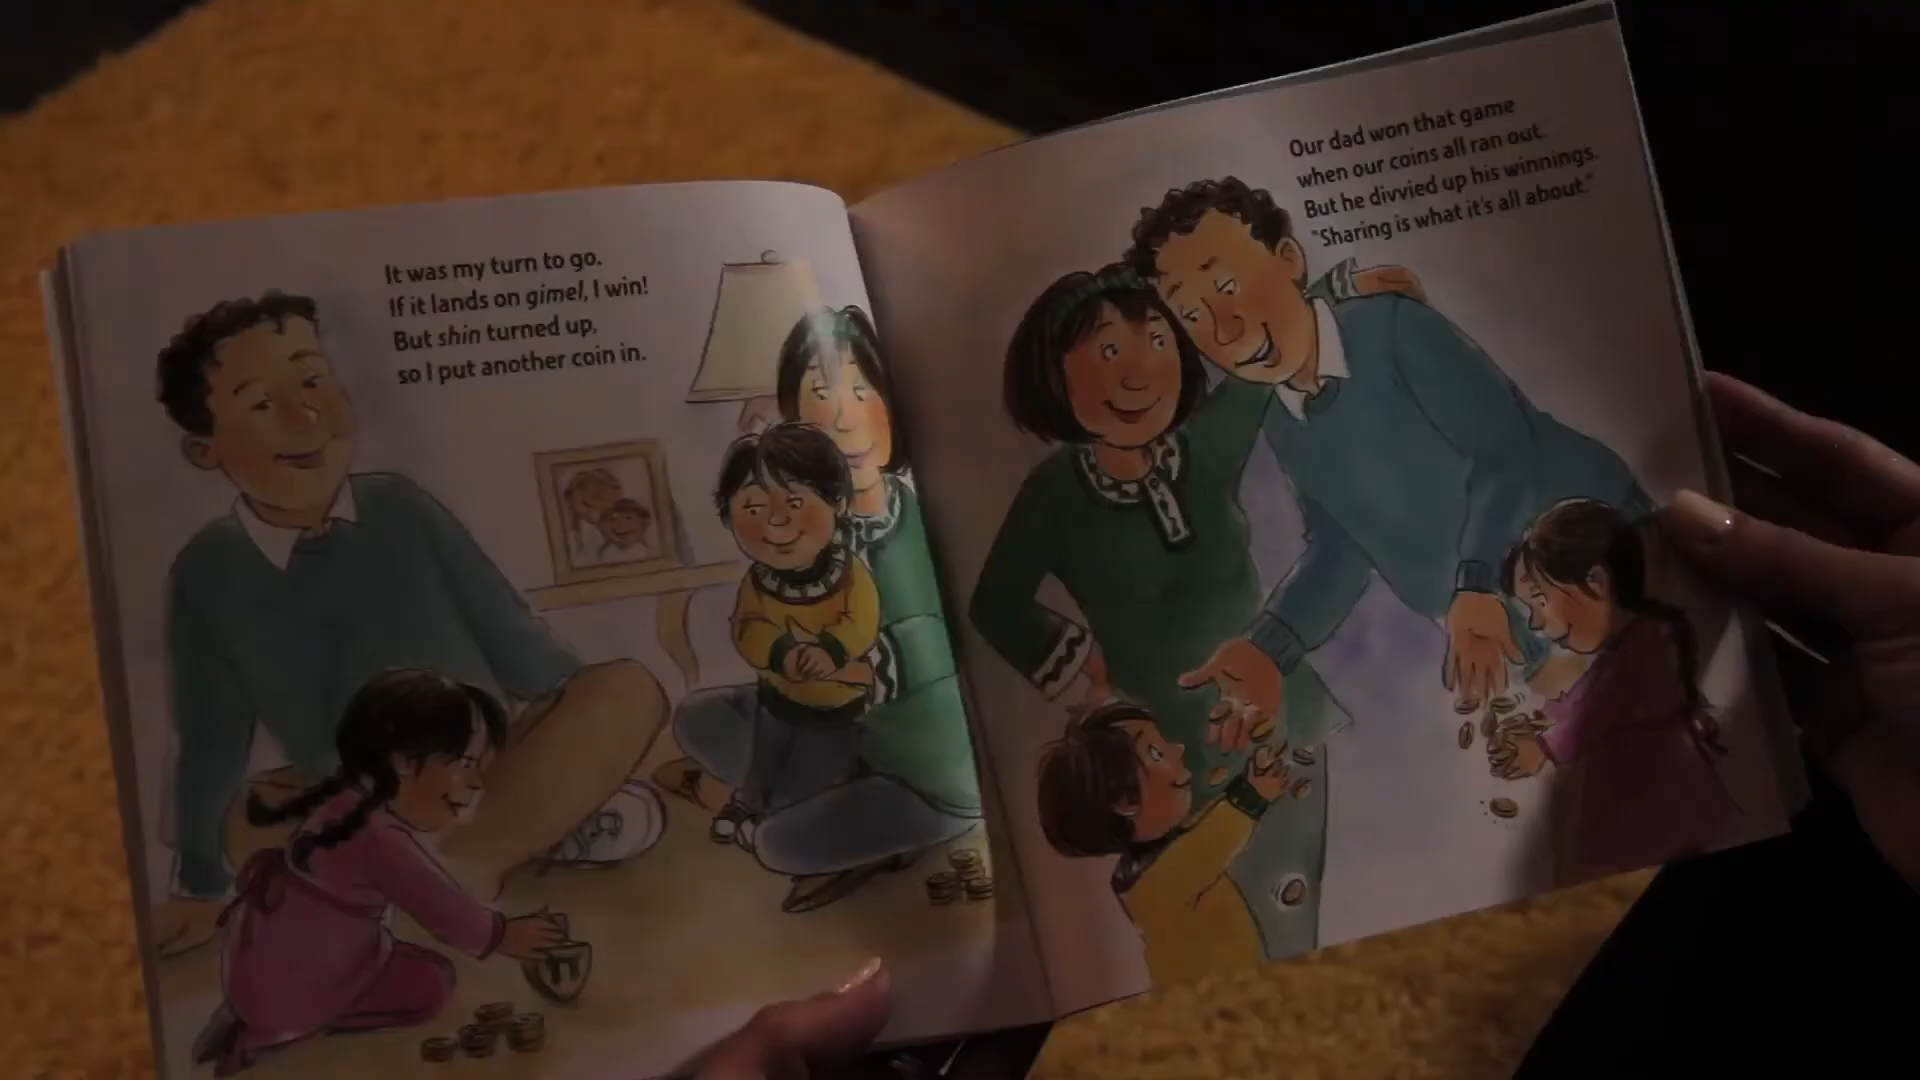 It was my turn to go.
If it lands on gimel, I win!
But shin turned up,
so I put another coin in.
Our dad won that game
when our coins all ran out.
But he divvied up his winnings.
"Sharing is what it's all about."